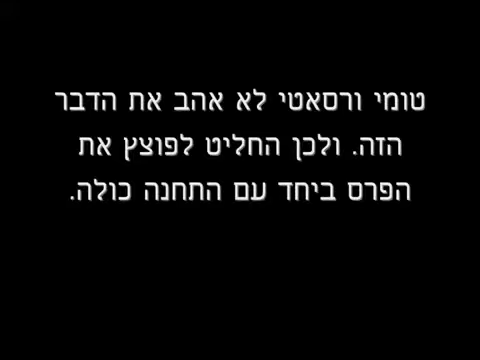 טומי ורסאטי לא אהב את הדבר
הזה. ולכן החליט לפוצץ את
הפרס ביחד עם התחנה כולה.